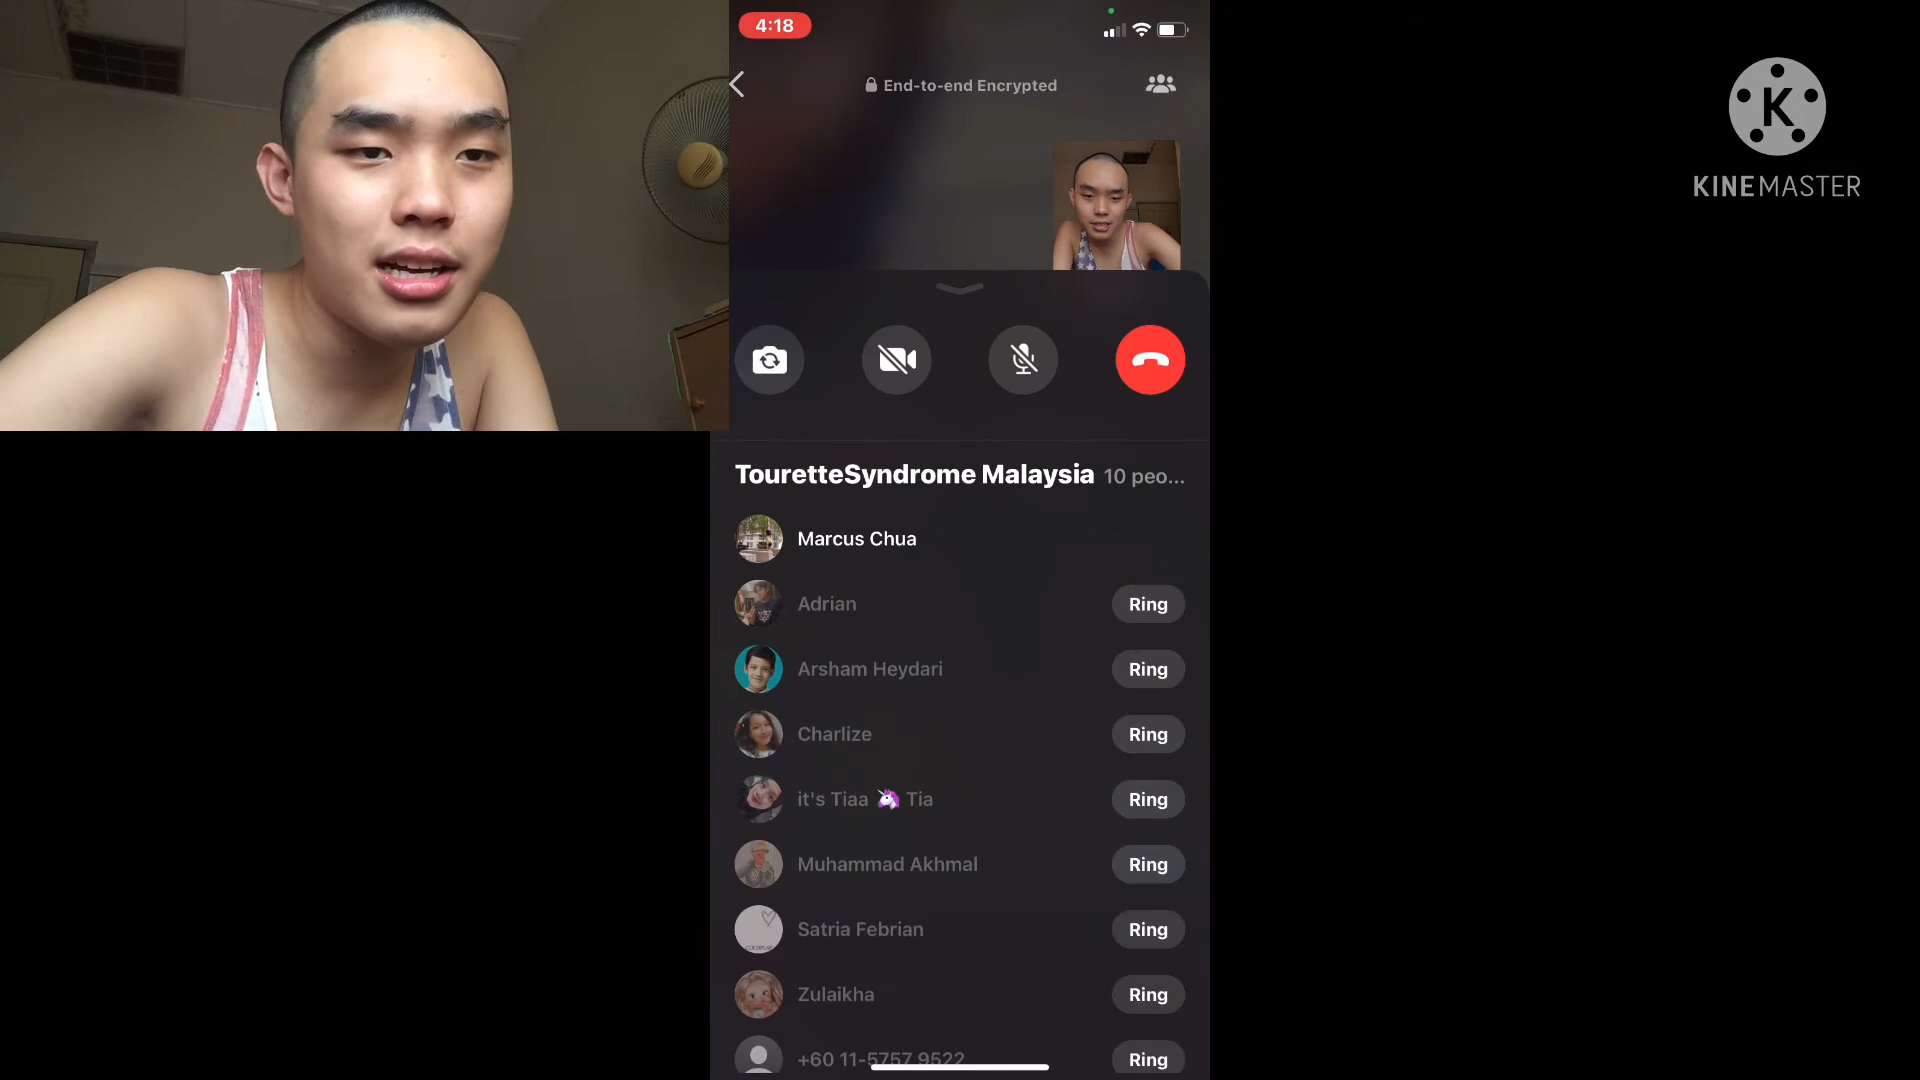 4:18
End-to-end Encrypted
K
KINEMASTER
TouretteSyndrome Malaysia 10 peo...
Marcus Chua
Adrian Ring
Arsham Heydari Ring
Charlize Ring
it's Tiaa 🦄 Tia Ring
Muhammad Akhmal Ring
Satria Febrian Ring
Zulaikha Ring
+60 11-5757 9522 Ring